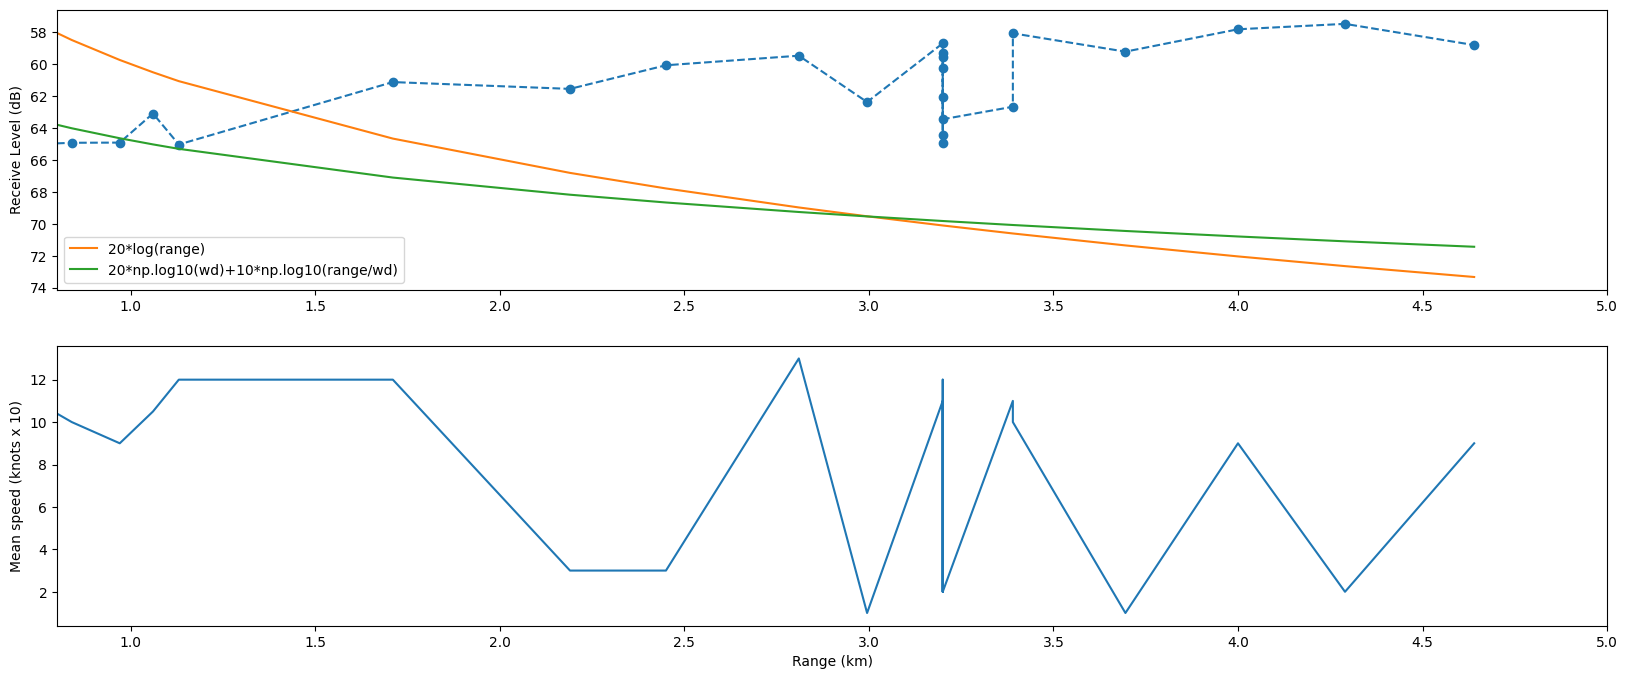 58
60
62
64
66
68
70
72
74
Receive Level (dB)
20*log(range)
20*np.log10(wd)+10*np.log10(range/wd)
1.0 1.5 2.0 2.5 3.0 3.5 4.0 4.5 5.0
12
10
8
6
4
2
Mean speed (knots x 10)
1.0 1.5 2.0 2.5 3.0 3.5 4.0 4.5 5.0
Range (km)